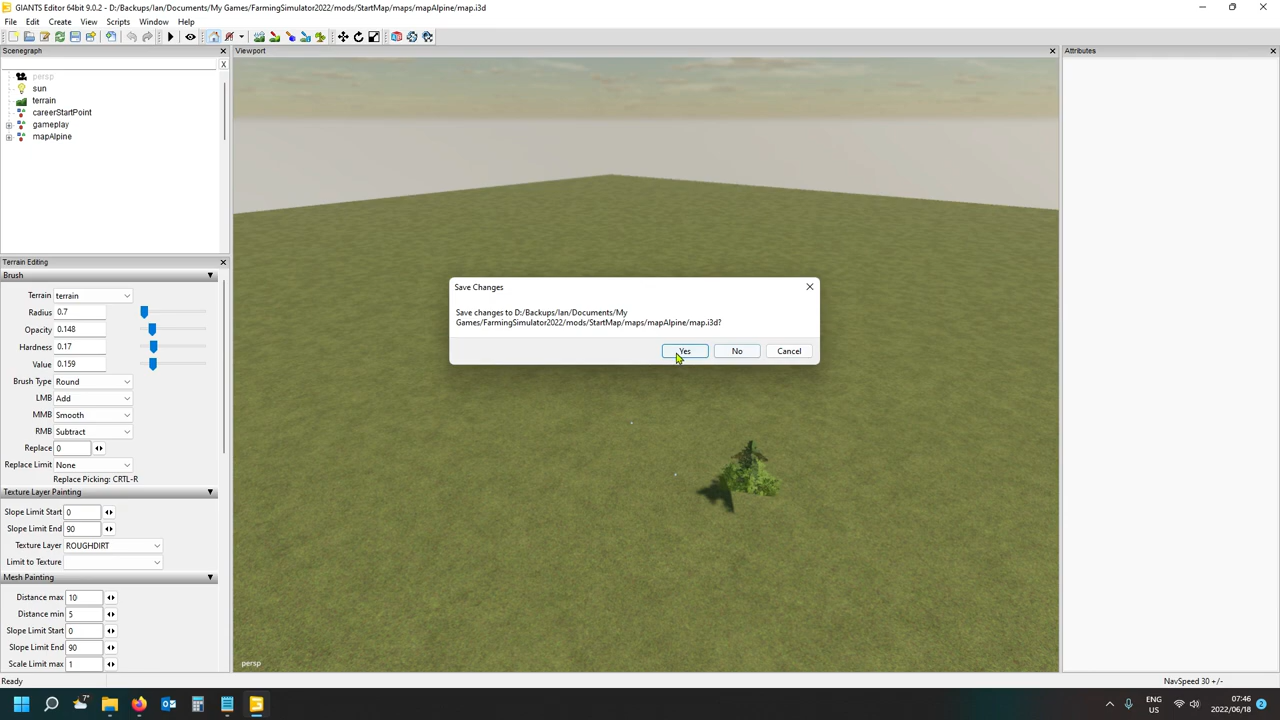 GIANTS Editor 64bit 9.0.2 - D:/Backups/Ian/Documents/My Games/FarmingSimulator2022/mods/StartMap/maps/mapAlpine/map.i3d
File Edit Create View Scripts Window Help
Scenegraph
X
persp
sun
terrain
careerStartPoint
gameplay
mapAlpine
Viewport
Attributes
Save Changes
Save changes to D:/Backups/Ian/Documents/My
Games/FarmingSimulator2022/mods/StartMap/maps/mapAlpine/map.i3d?
Yes No Cancel
persp
Terrain Editing
Brush
Terrain terrain
Radius 0.7
Opacity 0.148
Hardness 0.17
Value 0.159
Brush Type Round
LMB Add
MMB Smooth
RMB Subtract
Replace 0
Replace Limit None
Replace Picking: CRTL-R
Texture Layer Painting
Slope Limit Start 0
Slope Limit End 90
Texture Layer ROUGHDIRT
Limit to Texture
Mesh Painting
Distance max 10
Distance min 5
Slope Limit Start 0
Slope Limit End 90
Scale Limit max 1
Ready
NavSpeed 30 +/-
ENG
US
07:46
2022/06/18
2